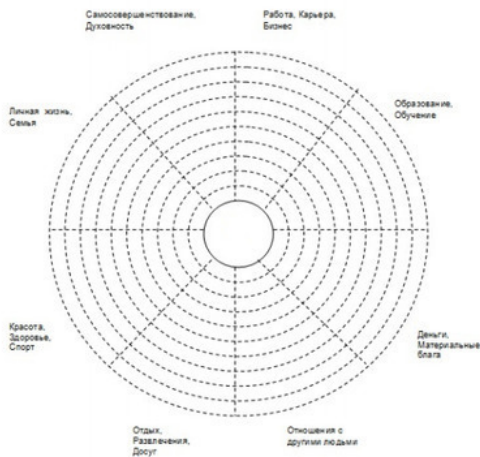 Самосовершенствование,
Духовность
Работа, Карьера,
Бизнес
Образование,
Обучение
Личная жизнь,
Семья
Красота,
Здоровье,
Спорт
Деньги,
Материальные
блага
Отдых,
Развлечения,
Досуг
Отношения с
другими людьми